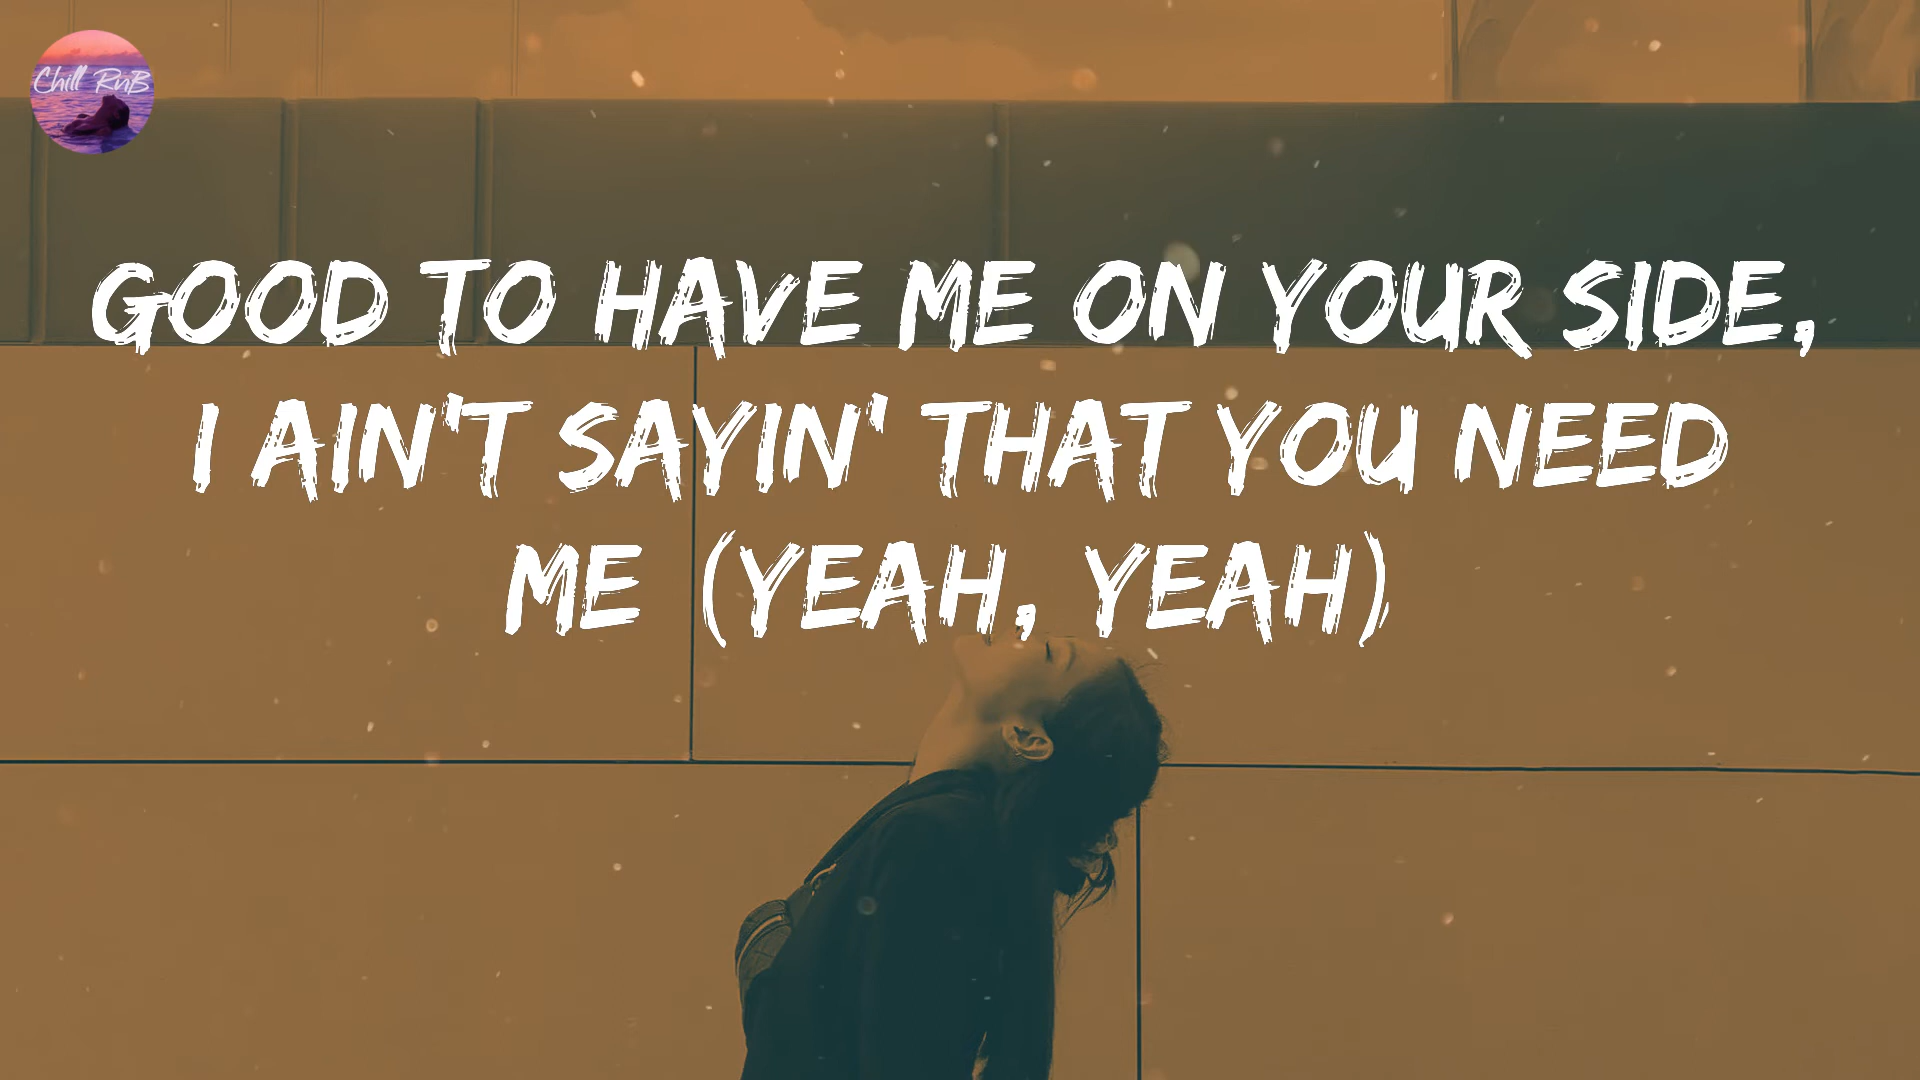 Chill RnB
GOOD TO HAVE ME ON YOUR SIDE,
I AIN'T SAYIN' THAT YOU NEED
ME (YEAH, YEAH)